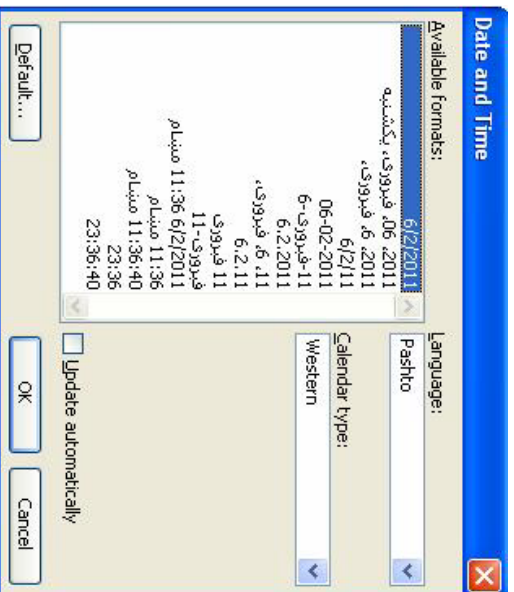 Date and Time
Available formats:
6/2/2011
2011, 06, فبروری, یکشنبه
2011, 6, فبروری,
6/2/11
06-02-2011
11-فبروری-6
6.2.2011
11, 6, فبروری,
6.2.11
11 فبروری
فبروری-11
6/2/2011 11:36 مښام
11:36 مښام
11:36:40 مښام
23:36
23:36:40
Language:
Pashto
Calendar type:
Western
Update automatically
Default...
OK
Cancel